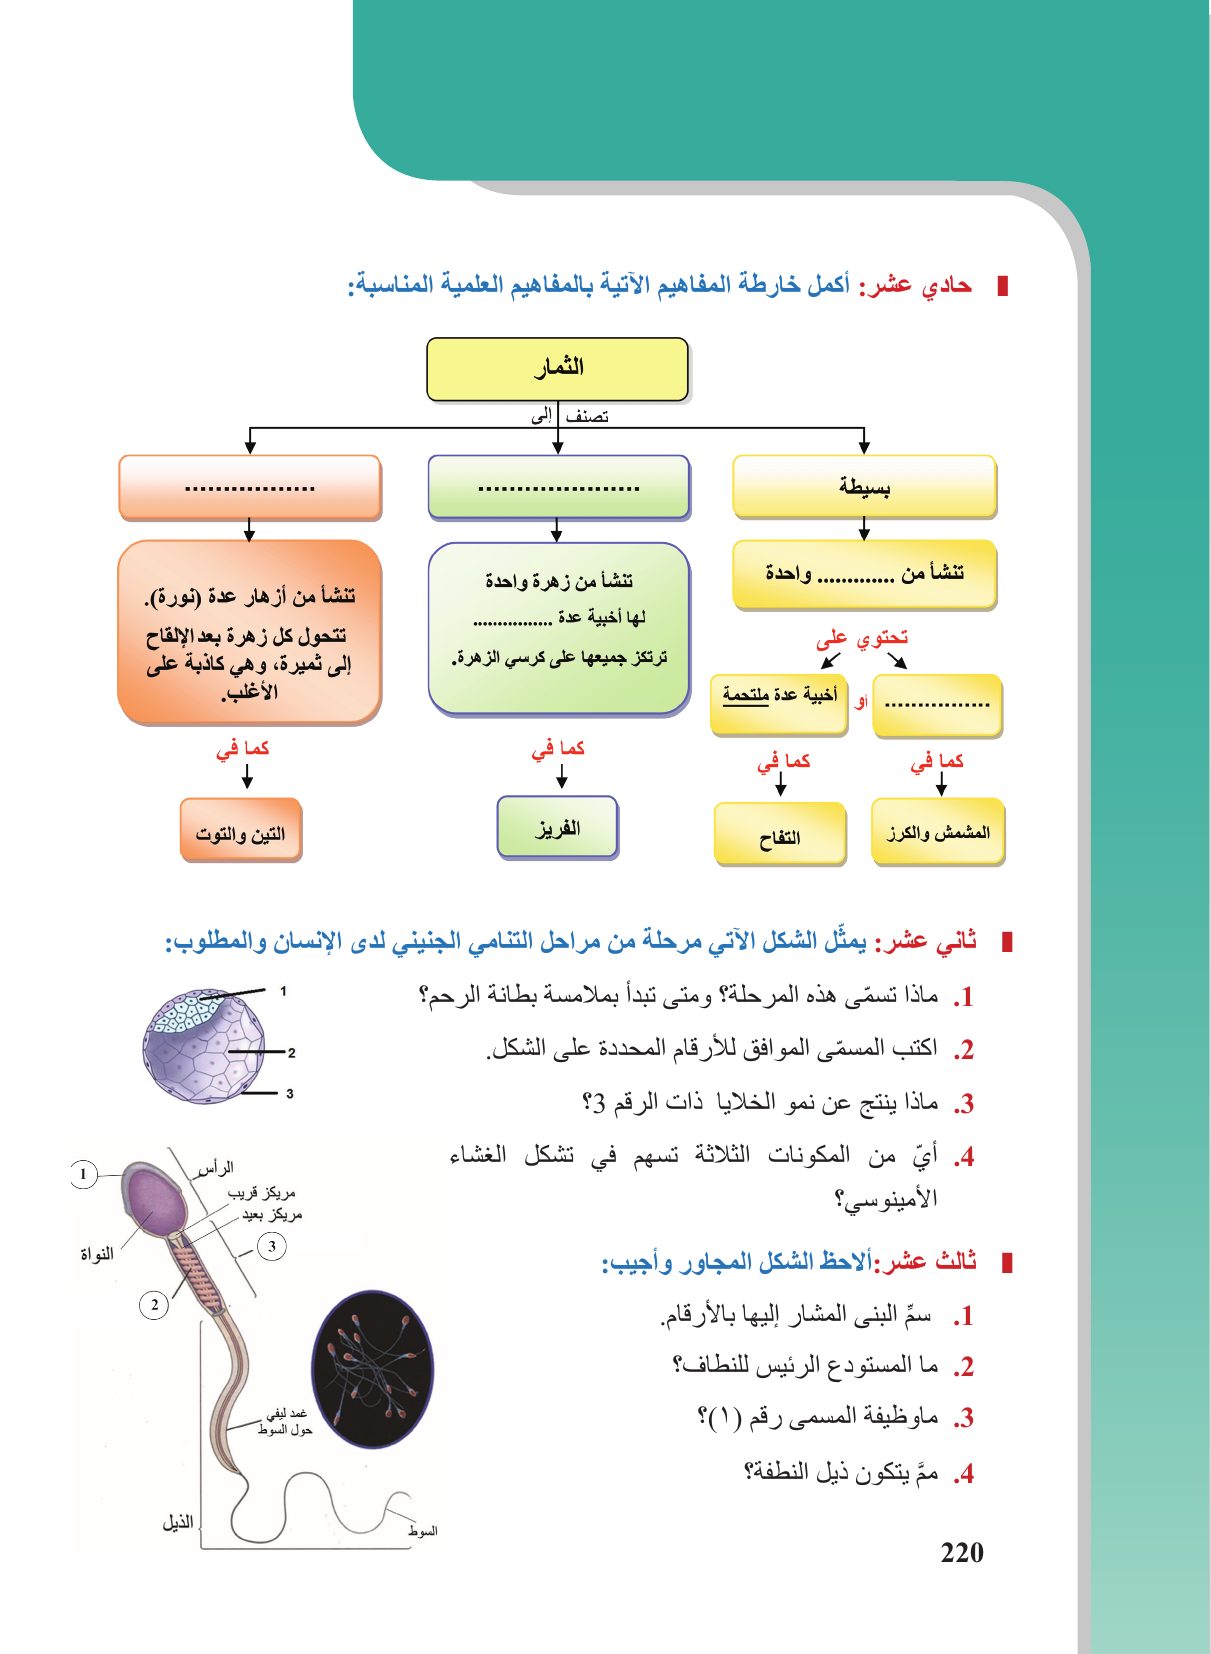 حادي عشر: أكمل خارطة المفاهيم الآتية بالمفاهيم العلمية المناسبة:
الثمار
تصنف إلى
بسيطة
.....................
.................
تنشأ من ............. واحدة
تنشأ من زهرة واحدة
لها أخبية عدة ................
ترتكز جميعها على كرسي الزهرة.
تنشأ من أزهار عدة (نورة).
تتحول كل زهرة بعد الإلقاح
إلى ثميرة، وهي كاذبة على
الأغلب.
تحتوي على
................
أو
أخبية عدة ملتحمة
كما في
كما في
كما في
كما في
المشمش والكرز
التفاح
الفريز
التين والتوت
ثاني عشر: يمثّل الشكل الآتي مرحلة من مراحل التنامي الجنيني لدى الإنسان والمطلوب:
1. ماذا تسمّى هذه المرحلة؟ ومتى تبدأ بملامسة بطانة الرحم؟
2. اكتب المسمّى الموافق للأرقام المحددة على الشكل.
3. ماذا ينتج عن نمو الخلايا ذات الرقم 3؟
4. أيّ من المكونات الثلاثة تسهم في تشكل الغشاء
الأمينوسي؟
1
2
3
ثالث عشر:ألاحظ الشكل المجاور وأجيب:
1. سمِّ البنى المشار إليها بالأرقام.
2. ما المستودع الرئيس للنطاف؟
3. ماوظيفة المسمى رقم (١)؟
4. ممَّ يتكون ذيل النطفة؟
1
الرأس
مريكز قريب
مريكز بعيد
3
النواة
2
غمد ليفي
حول السوط
الذيل
السوط
220